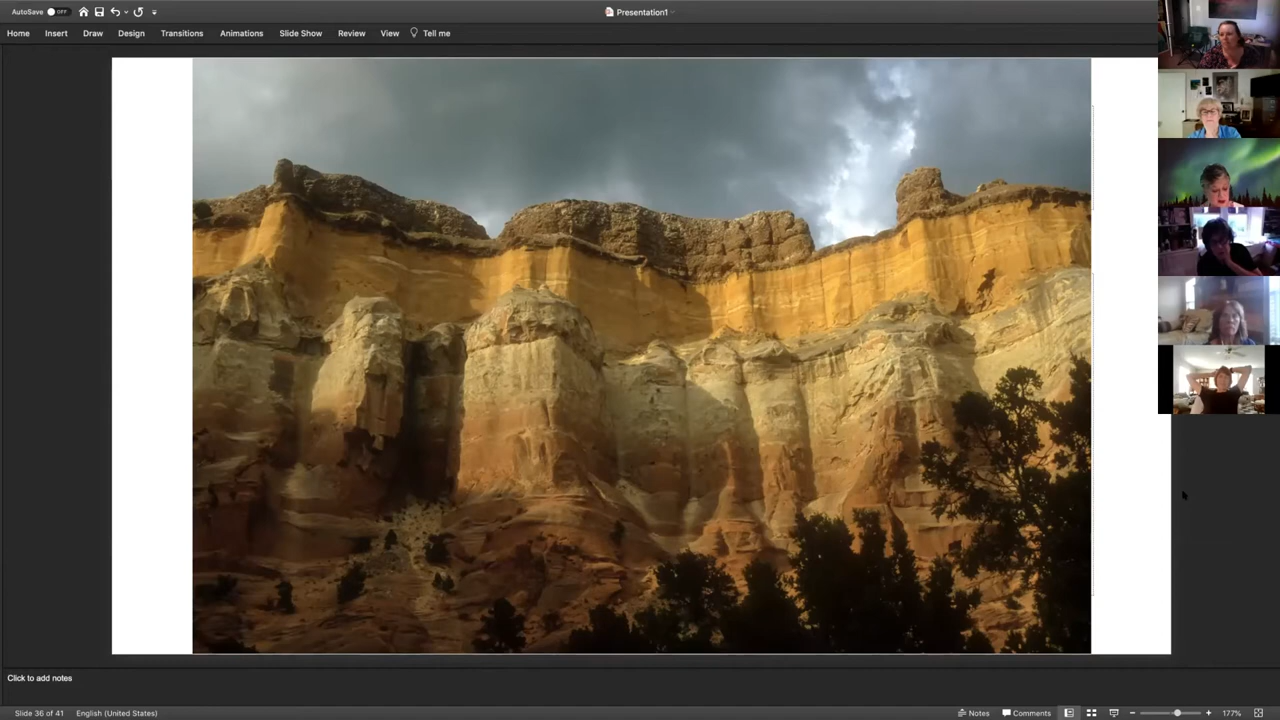 AutoSave OFF
Presentation1
Home Insert Draw Design Transitions Animations Slide Show Review View Tell me
Click to add notes
Slide 36 of 41 English (United States) Notes Comments 177%